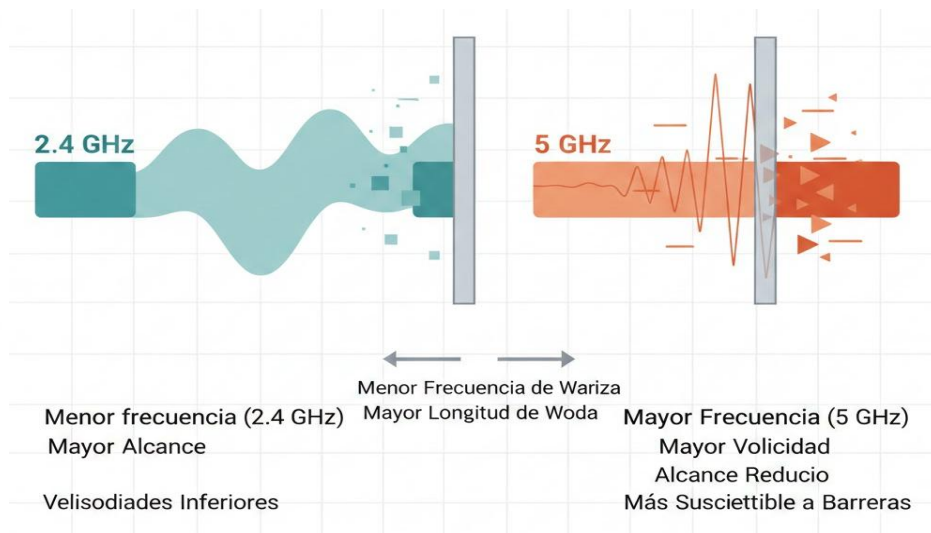 2.4 GHz
5 GHz
Menor Frecuencia de Wariza
Mayor Longitud de Woda
Menor frecuencia (2.4 GHz)
Mayor Alcance
Velisodiades Inferiores
Mayor Frecuencia (5 GHz)
Mayor Volicidad
Alcance Reducio
Más Susciettible a Barreras